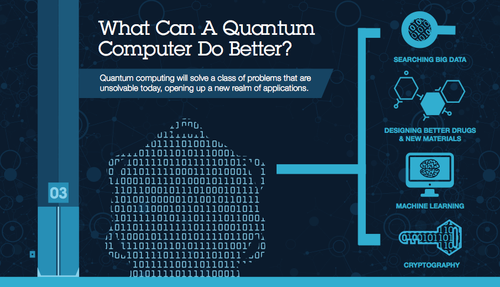 What Can A Quantum
Computer Do Better?
Quantum computing will solve a class of problems that are
unsolvable today, opening up a new realm of applications.
03
SEARCHING BIG DATA
DESIGNING BETTER DRUGS
& NEW MATERIALS
MACHINE LEARNING
CRYPTOGRAPHY